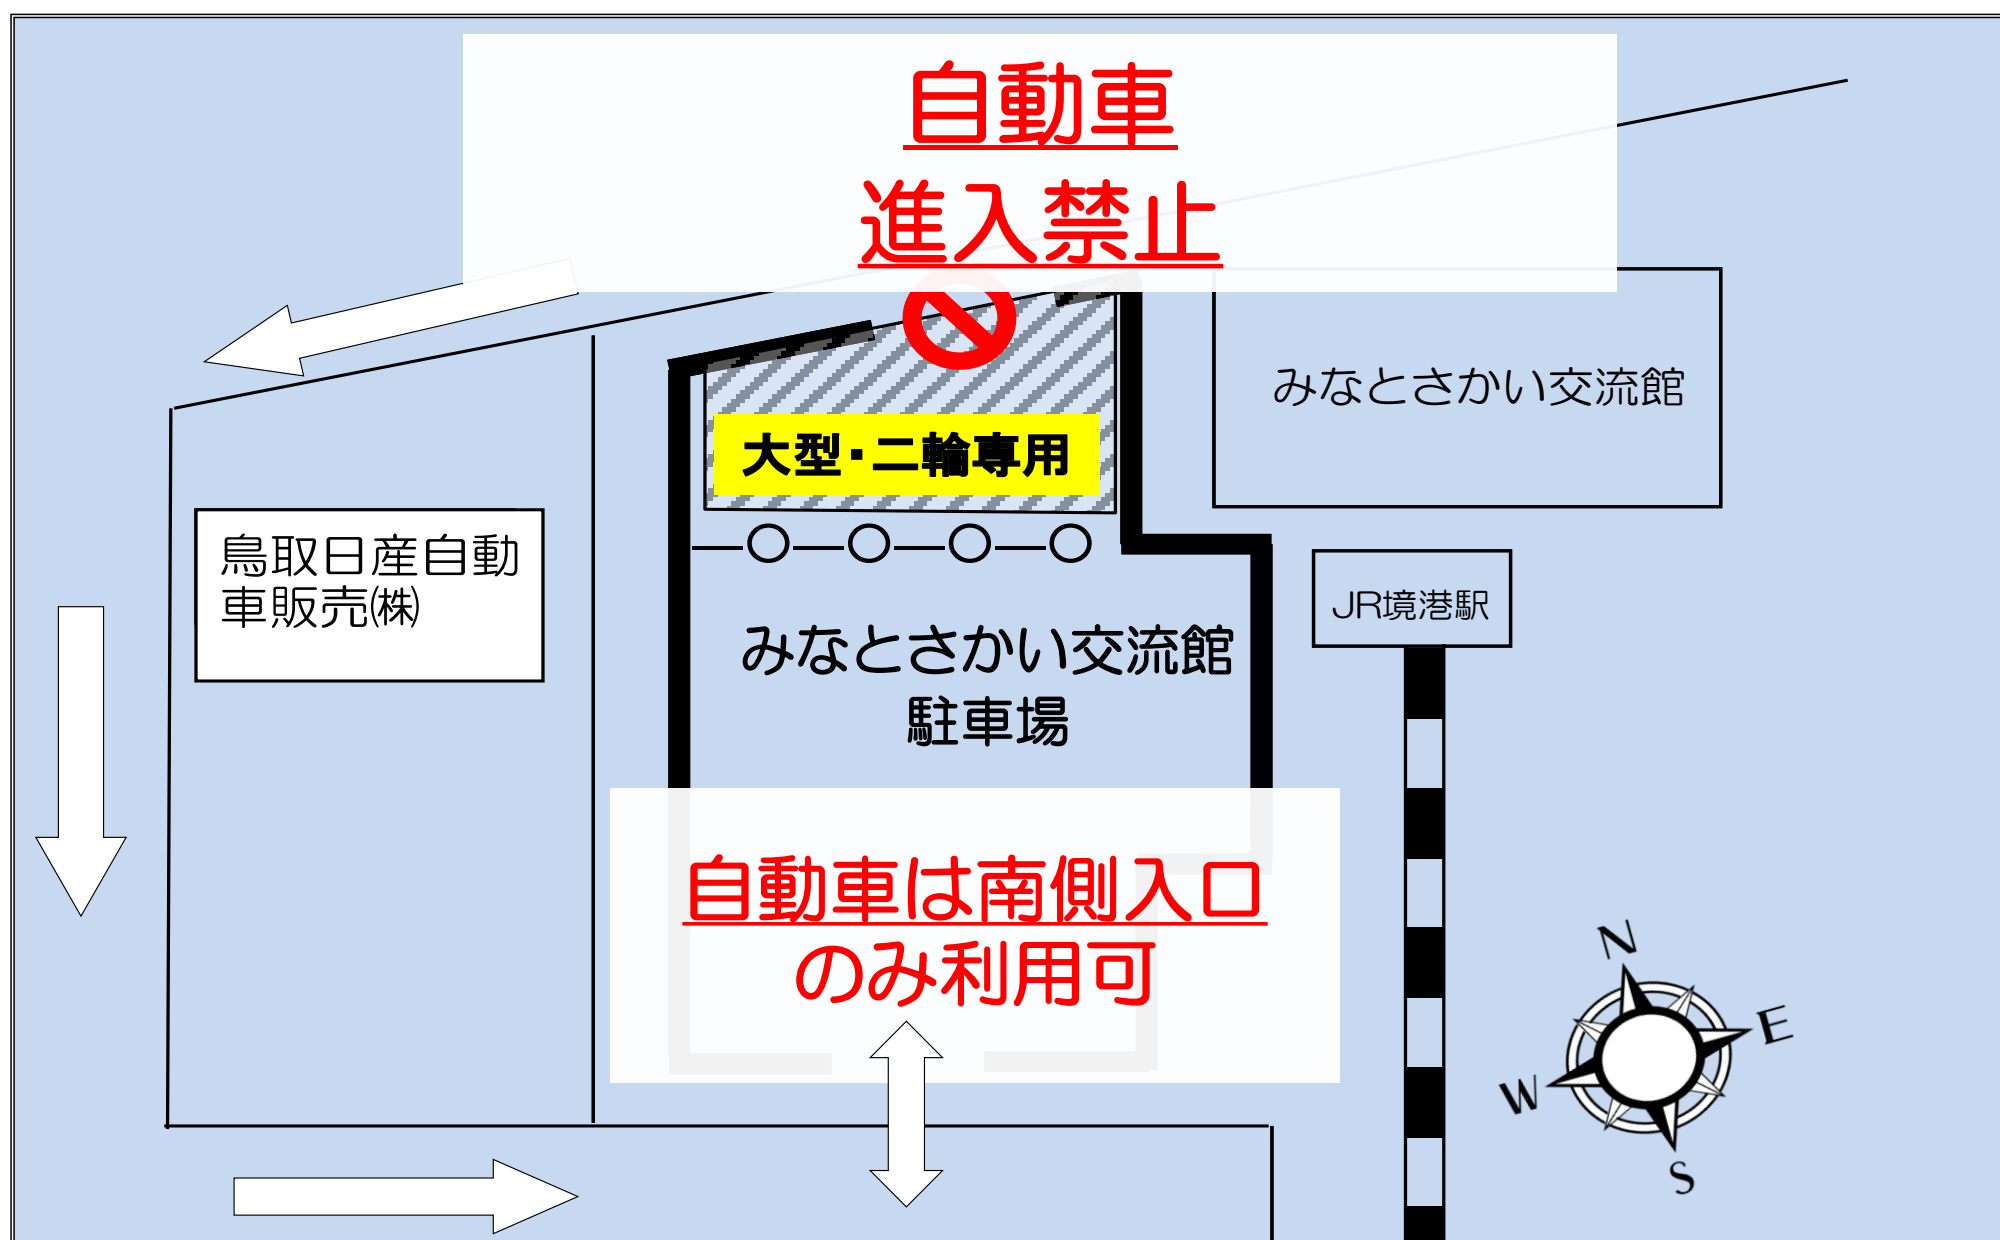 自動車
進入禁止
みなとさかい交流館
大型・二輪専用
鳥取日産自動
車販売㈱
JR境港駅
みなとさかい交流館
駐車場
自動車は南側入口
のみ利用可
N
E
W
S